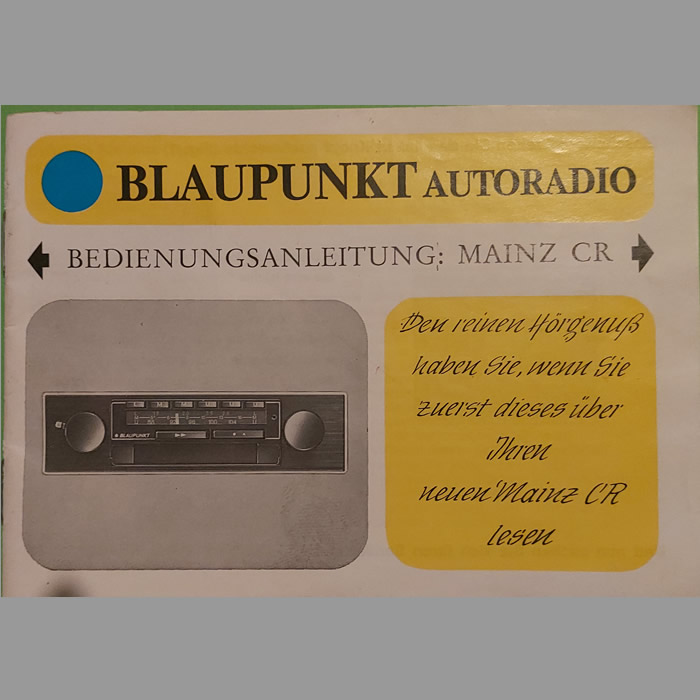 BLAUPUNKT AUTORADIO
BEDIENUNGSANLEITUNG: MAINZ CR
BLAUPUNKT
Den reinen Hörgenuß
haben Sie, wenn Sie
zuerst dieses über
Ihren
neuen Mainz CR
lesen